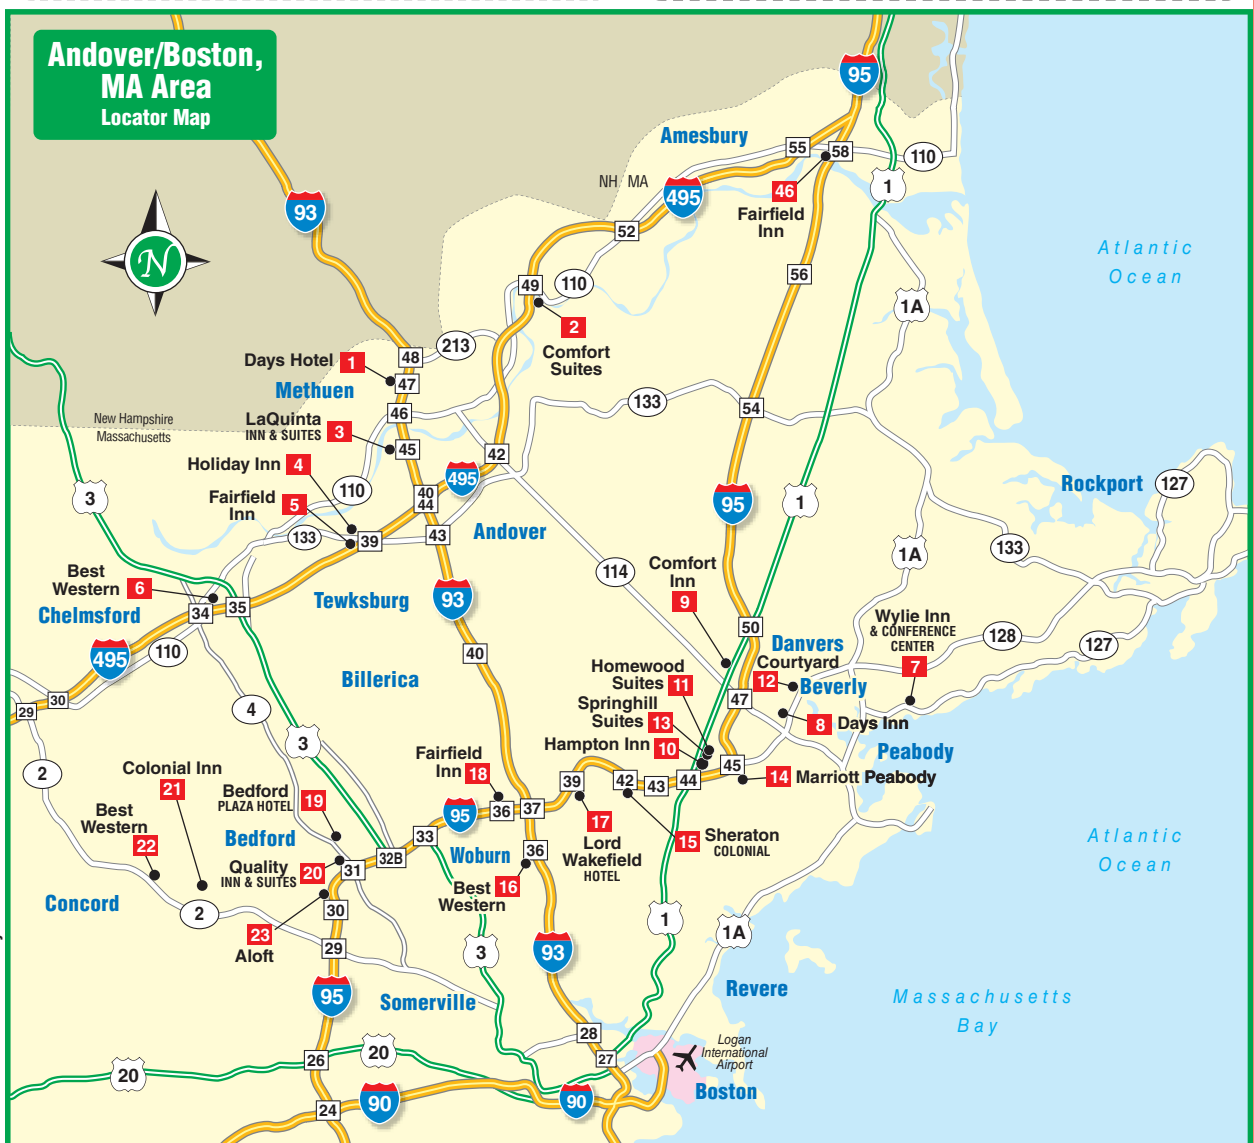 Andover/Boston,
MA Area
Locator Map
95
Amesbury
55
58
110
NH MA
495
1
46
Fairfield
Inn
93
52
N
Atlantic
Ocean
56
49
110
1A
2
Comfort
Suites
213
48
Days Hotel 1
47
Methuen
133
54
46
New Hampshire
Massachusetts
LaQuinta
INN & SUITES 3
45
42
Holiday Inn 4
495
Rockport
127
110
40
44
3
95
1
Fairfield
Inn
5
133
39
43
Andover
1A
133
114
Comfort
Inn
9
Best
Western 6
Tewksburg
93
Chelmsford
34
35
50
Wylie Inn
& CONFERENCE
CENTER
7
128
127
Danvers
Courtyard
12
Beverly
110
495
40
Billerica
Homewood
Suites 11
30
29
4
47
Springhill
Suites 13
8 Days Inn
3
Hampton Inn 10
Peabody
2
Colonial Inn
21
Fairfield
Inn 18
39
42
43
44
45
14 Marriott Peabody
Bedford
PLAZA HOTEL 19
95
36
37
17
Lord
Wakefield
HOTEL
15 Sheraton
COLONIAL
Best
Western
22
Bedford
33
Woburn
36
32B
Quality
INN & SUITES 20
31
Best
Western 16
Atlantic
Ocean
Concord
2
30
23
Aloft
29
3
93
1
1A
95
Somerville
Revere
Massachusetts
Bay
28
27
Logan
International
Airport
26
20
20
Boston
24
90
90